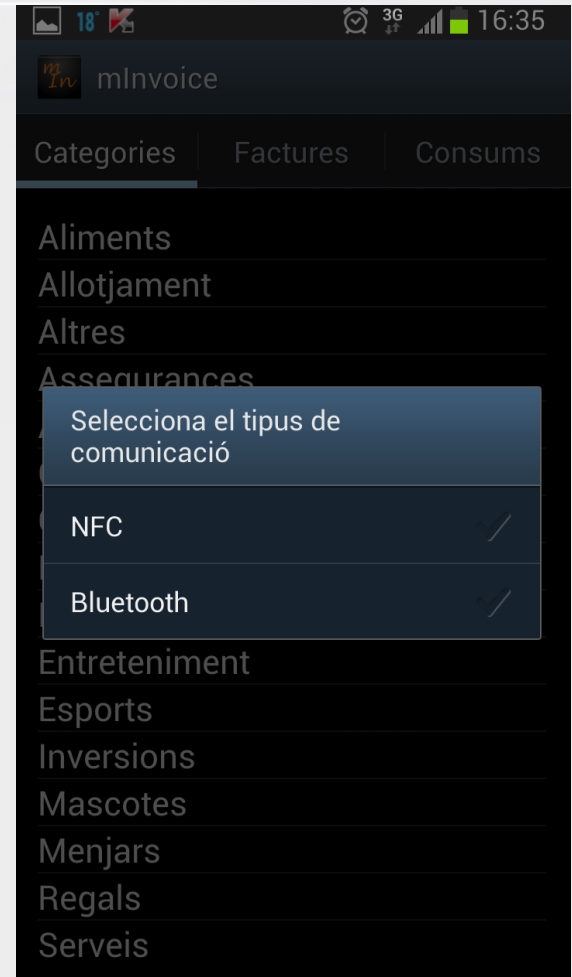 18° 3G 16:35
mIn mInvoice
Categories Factures Consums
Aliments
Allotjament
Altres
Assegurances
Selecciona el tipus de
comunicació
NFC
Bluetooth
Entreteniment
Esports
Inversions
Mascotes
Menjars
Regals
Serveis